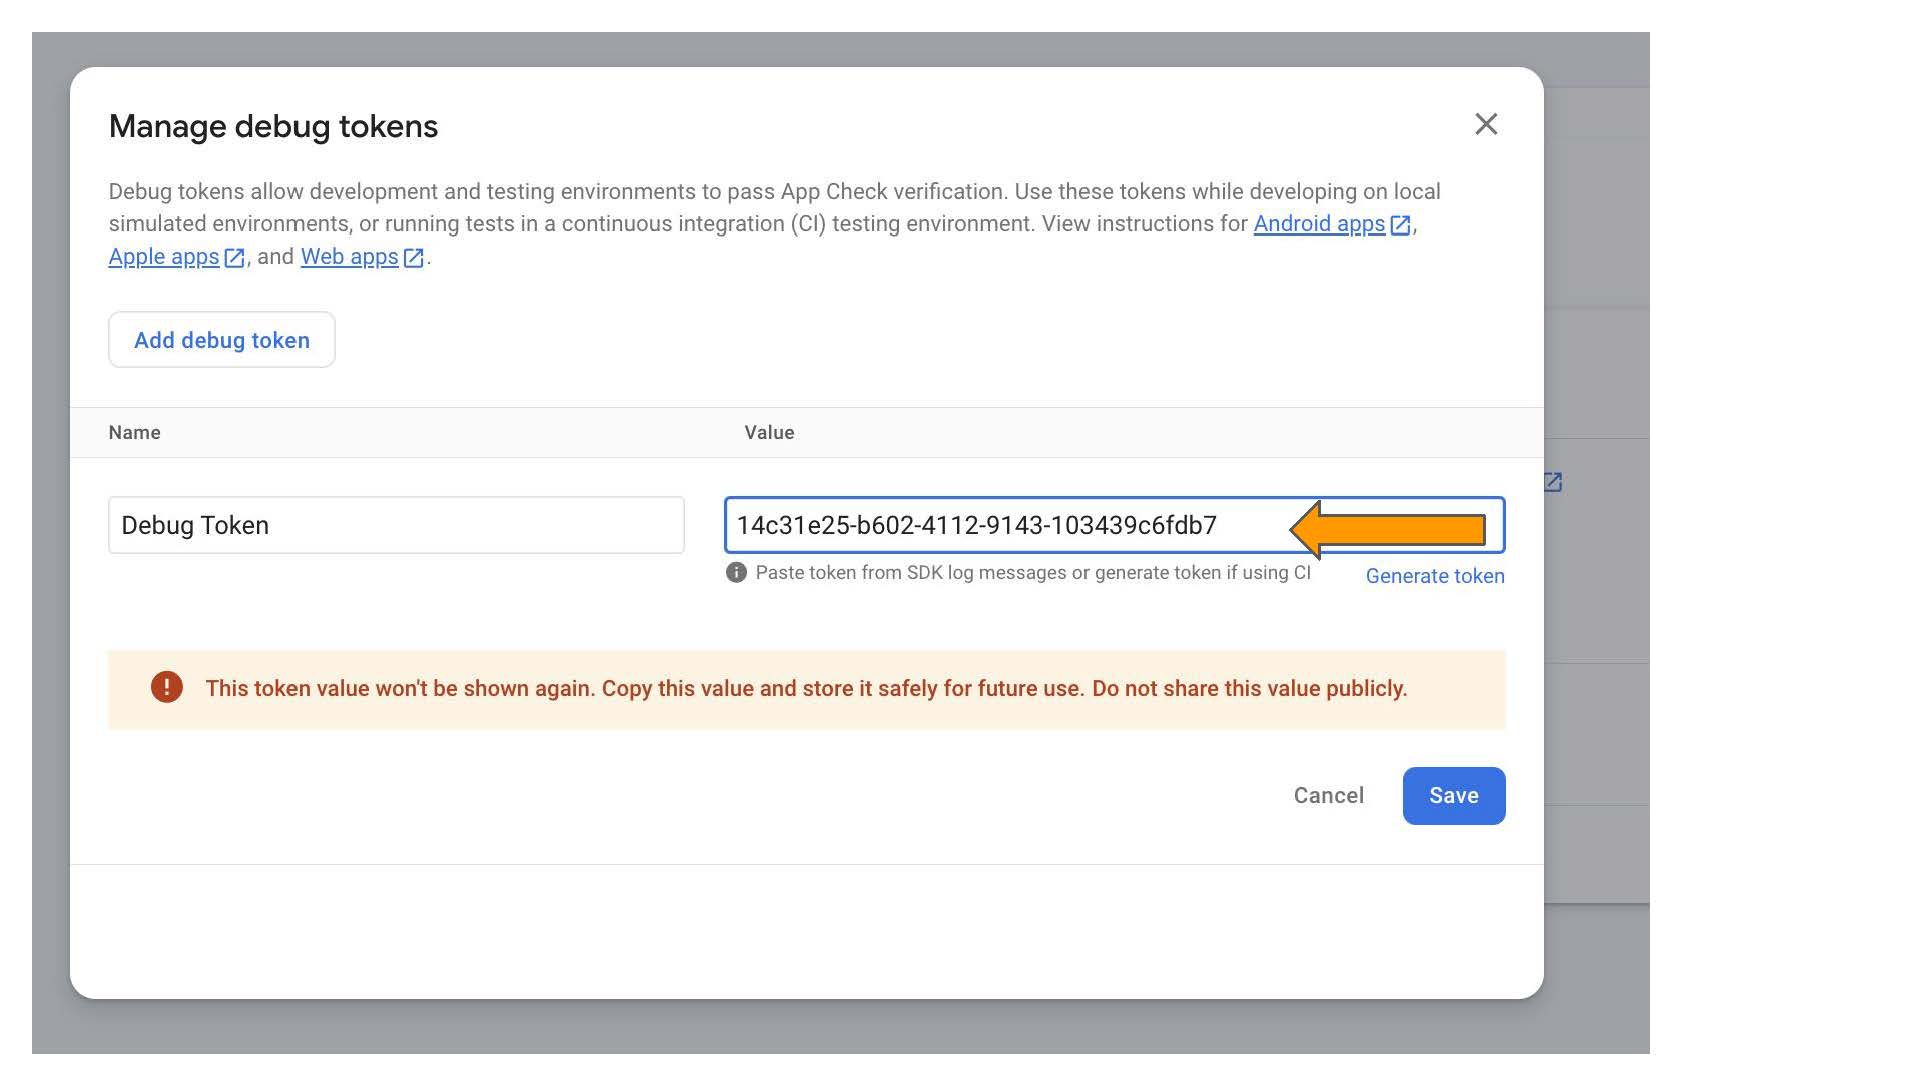 Manage debug tokens
Debug tokens allow development and testing environments to pass App Check verification. Use these tokens while developing on local
simulated environments, or running tests in a continuous integration (CI) testing environment. View instructions for Android apps,
Apple apps, and Web apps.
Add debug token
Name Value
Debug Token 14c31e25-b602-4112-9143-103439c6fdb7
Paste token from SDK log messages or generate token if using CI Generate token
This token value won't be shown again. Copy this value and store it safely for future use. Do not share this value publicly.
Cancel Save